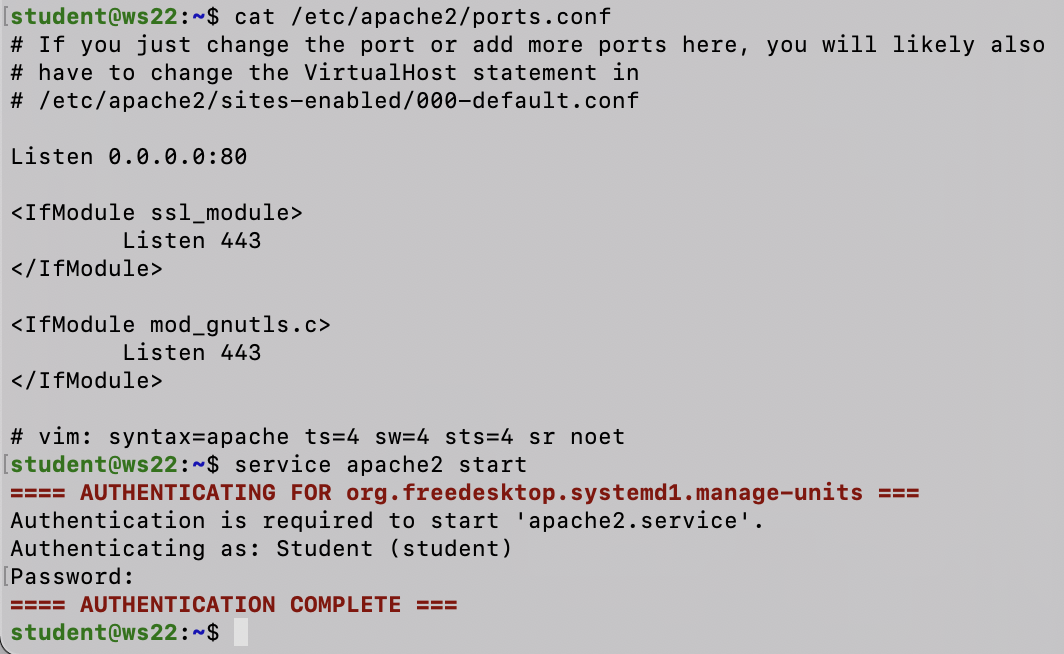 student@ws22:~$ cat /etc/apache2/ports.conf
# If you just change the port or add more ports here, you will likely also
# have to change the VirtualHost statement in
# /etc/apache2/sites-enabled/000-default.conf
Listen 0.0.0.0:80
<IfModule ssl_module>
        Listen 443
</IfModule>
<IfModule mod_gnutls.c>
        Listen 443
</IfModule>
# vim: syntax=apache ts=4 sw=4 sts=4 sr noet
student@ws22:~$ service apache2 start
==== AUTHENTICATING FOR org.freedesktop.systemd1.manage-units ===
Authentication is required to start 'apache2.service'.
Authenticating as: Student (student)
Password:
==== AUTHENTICATION COMPLETE ===
student@ws22:~$